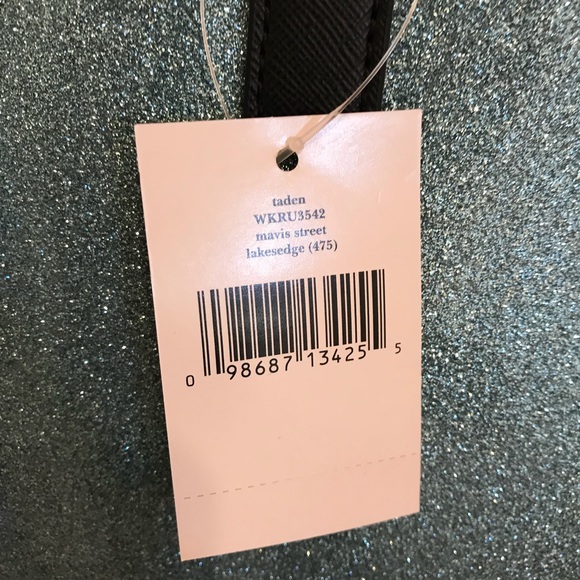 taden
WKRU3542
mavis street
lakesedge (475)
0 98687 13425 5